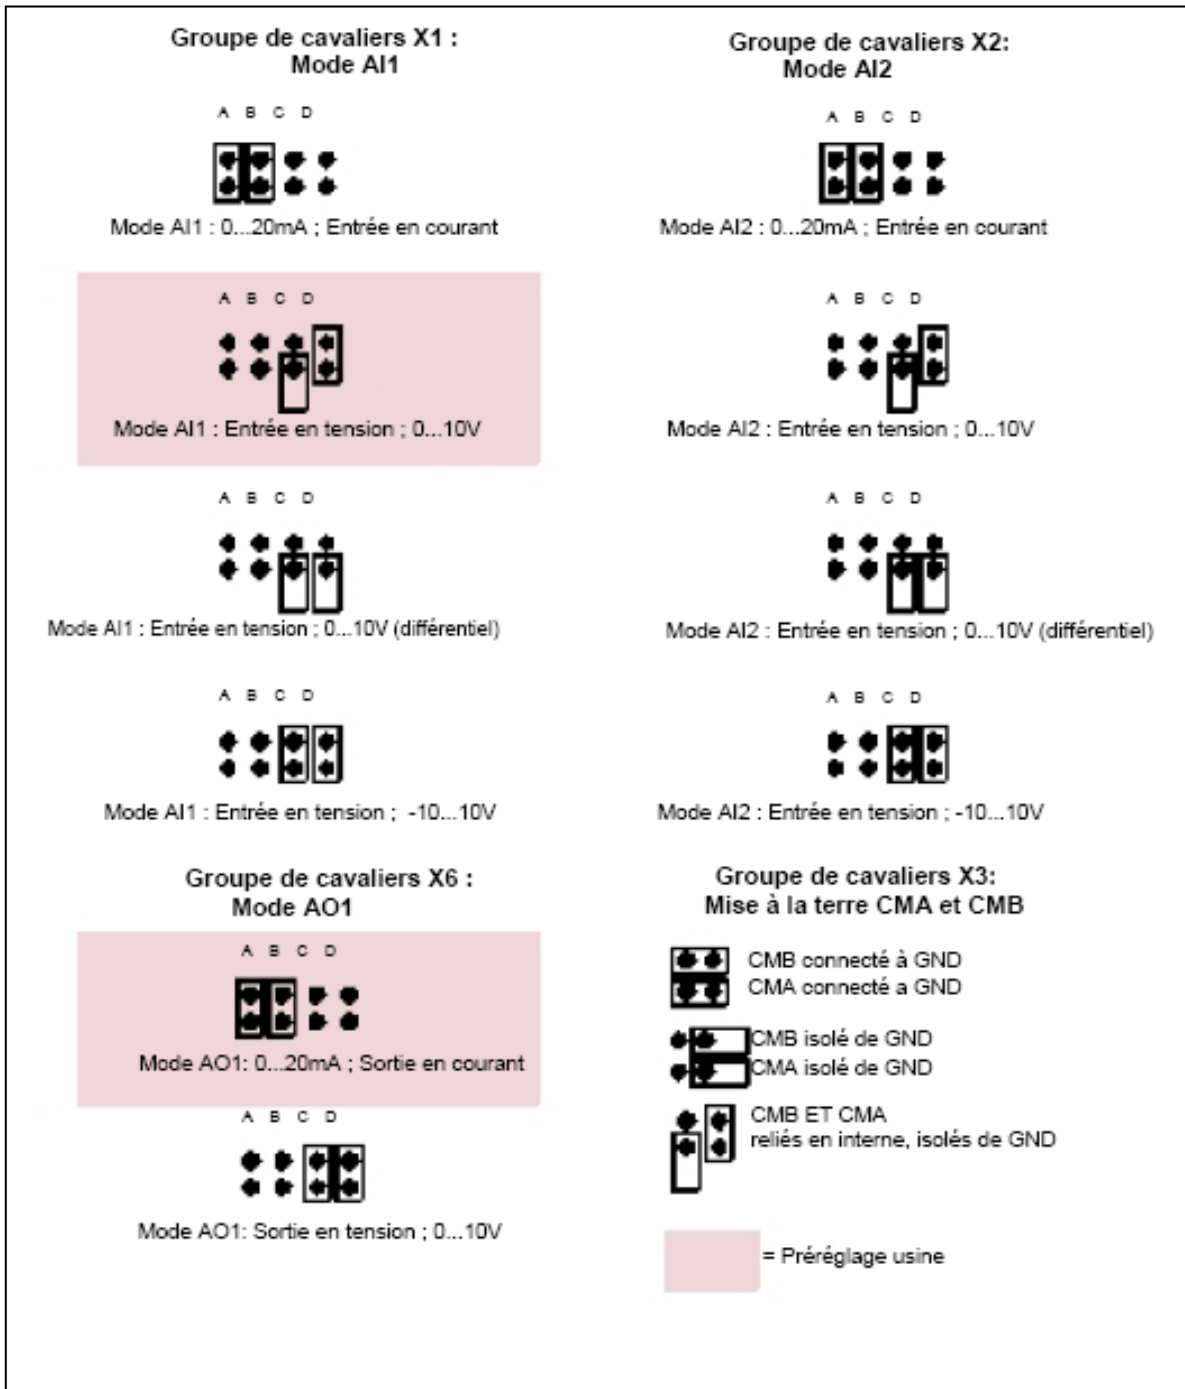 Groupe de cavaliers X1 :
Mode AI1
A B C D
Mode AI1 : 0...20mA ; Entrée en courant
A B C D
Mode AI1 : Entrée en tension ; 0...10V
A B C D
Mode AI1 : Entrée en tension ; 0...10V (différentiel)
A B C D
Mode AI1 : Entrée en tension ; -10...10V
Groupe de cavaliers X2:
Mode AI2
A B C D
Mode AI2 : 0...20mA ; Entrée en courant
A B C D
Mode AI2 : Entrée en tension ; 0...10V
A B C D
Mode AI2 : Entrée en tension ; 0...10V (différentiel)
A B C D
Mode AI2 : Entrée en tension ; -10...10V
Groupe de cavaliers X6 :
Mode AO1
A B C D
Mode AO1: 0...20mA ; Sortie en courant
A B C D
Mode AO1: Sortie en tension ; 0...10V
Groupe de cavaliers X3:
Mise à la terre CMA et CMB
CMB connecté à GND
CMA connecté a GND
CMB isolé de GND
CMA isolé de GND
CMB ET CMA
reliés en interne, isolés de GND
= Préréglage usine